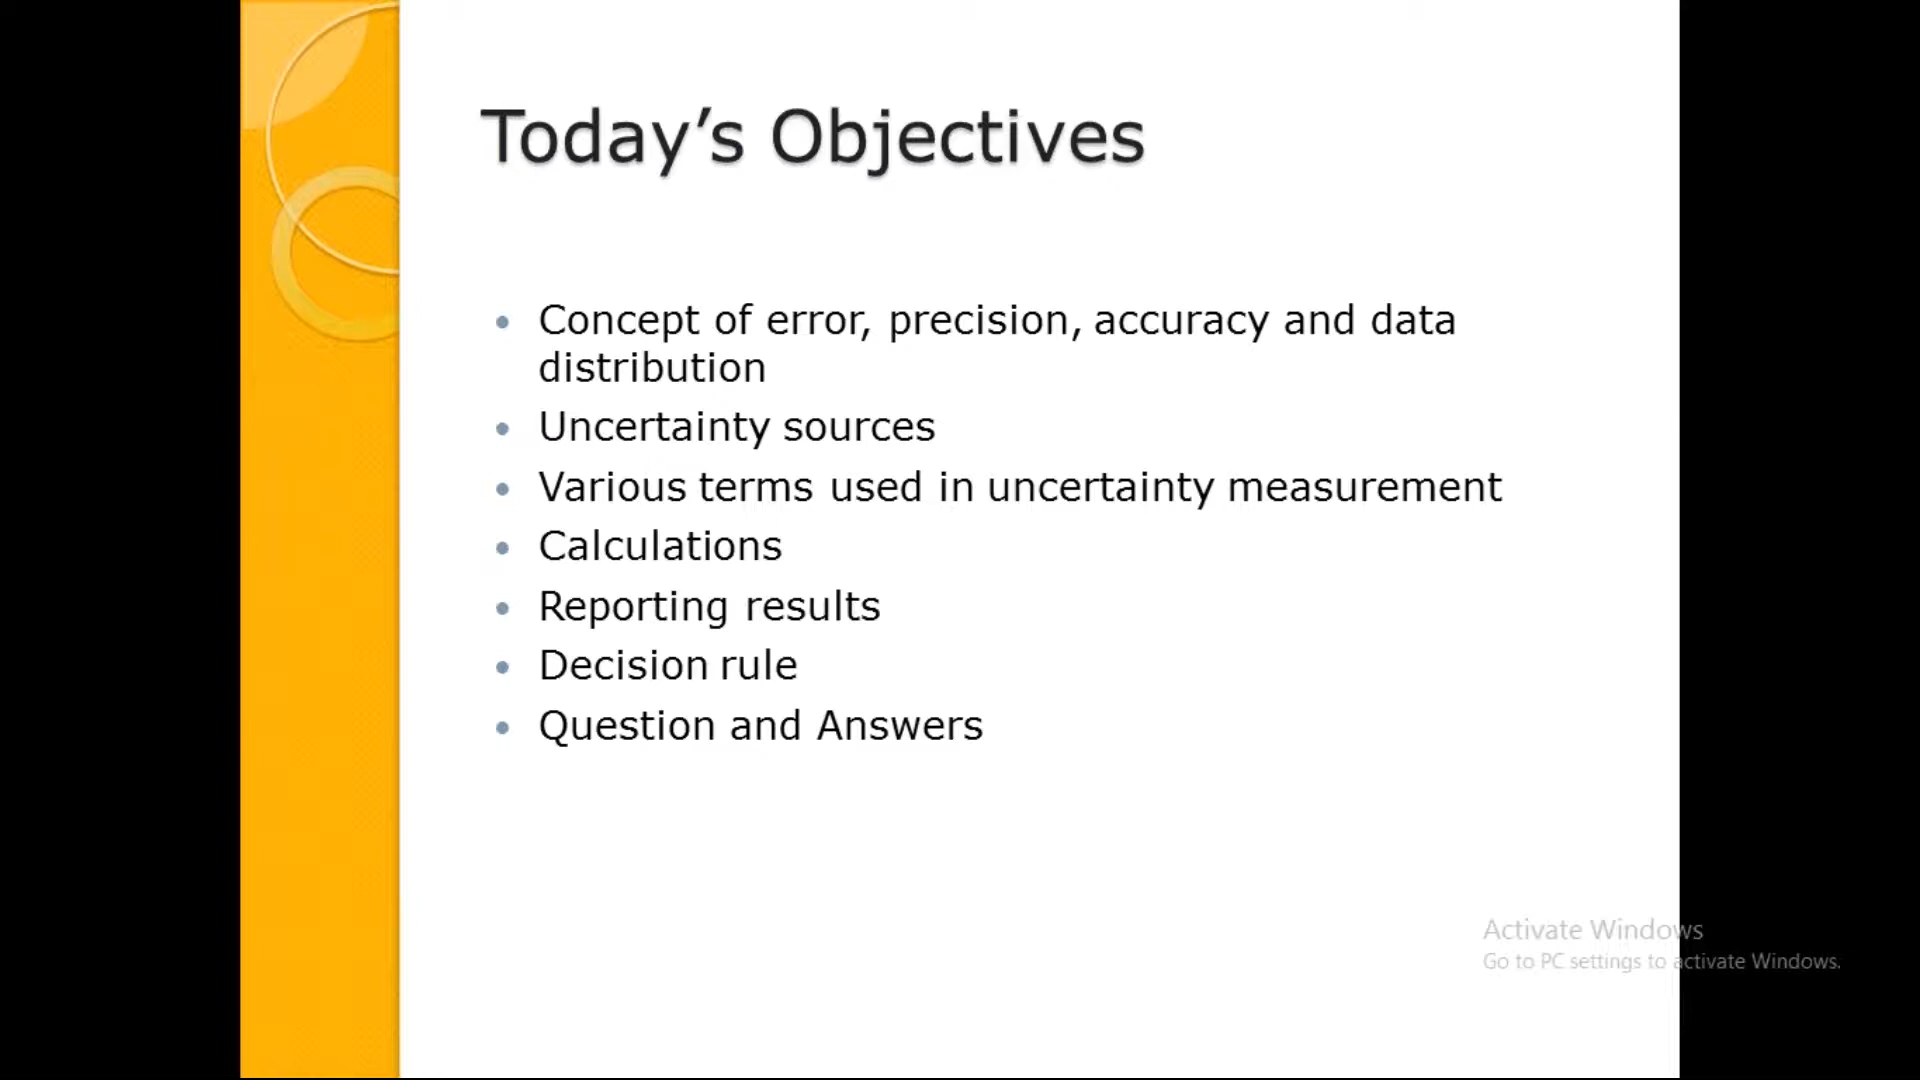 Today’s Objectives
• Concept of error, precision, accuracy and data
distribution
• Uncertainty sources
• Various terms used in uncertainty measurement
• Calculations
• Reporting results
• Decision rule
• Question and Answers
Activate Windows
Go to PC settings to activate Windows.